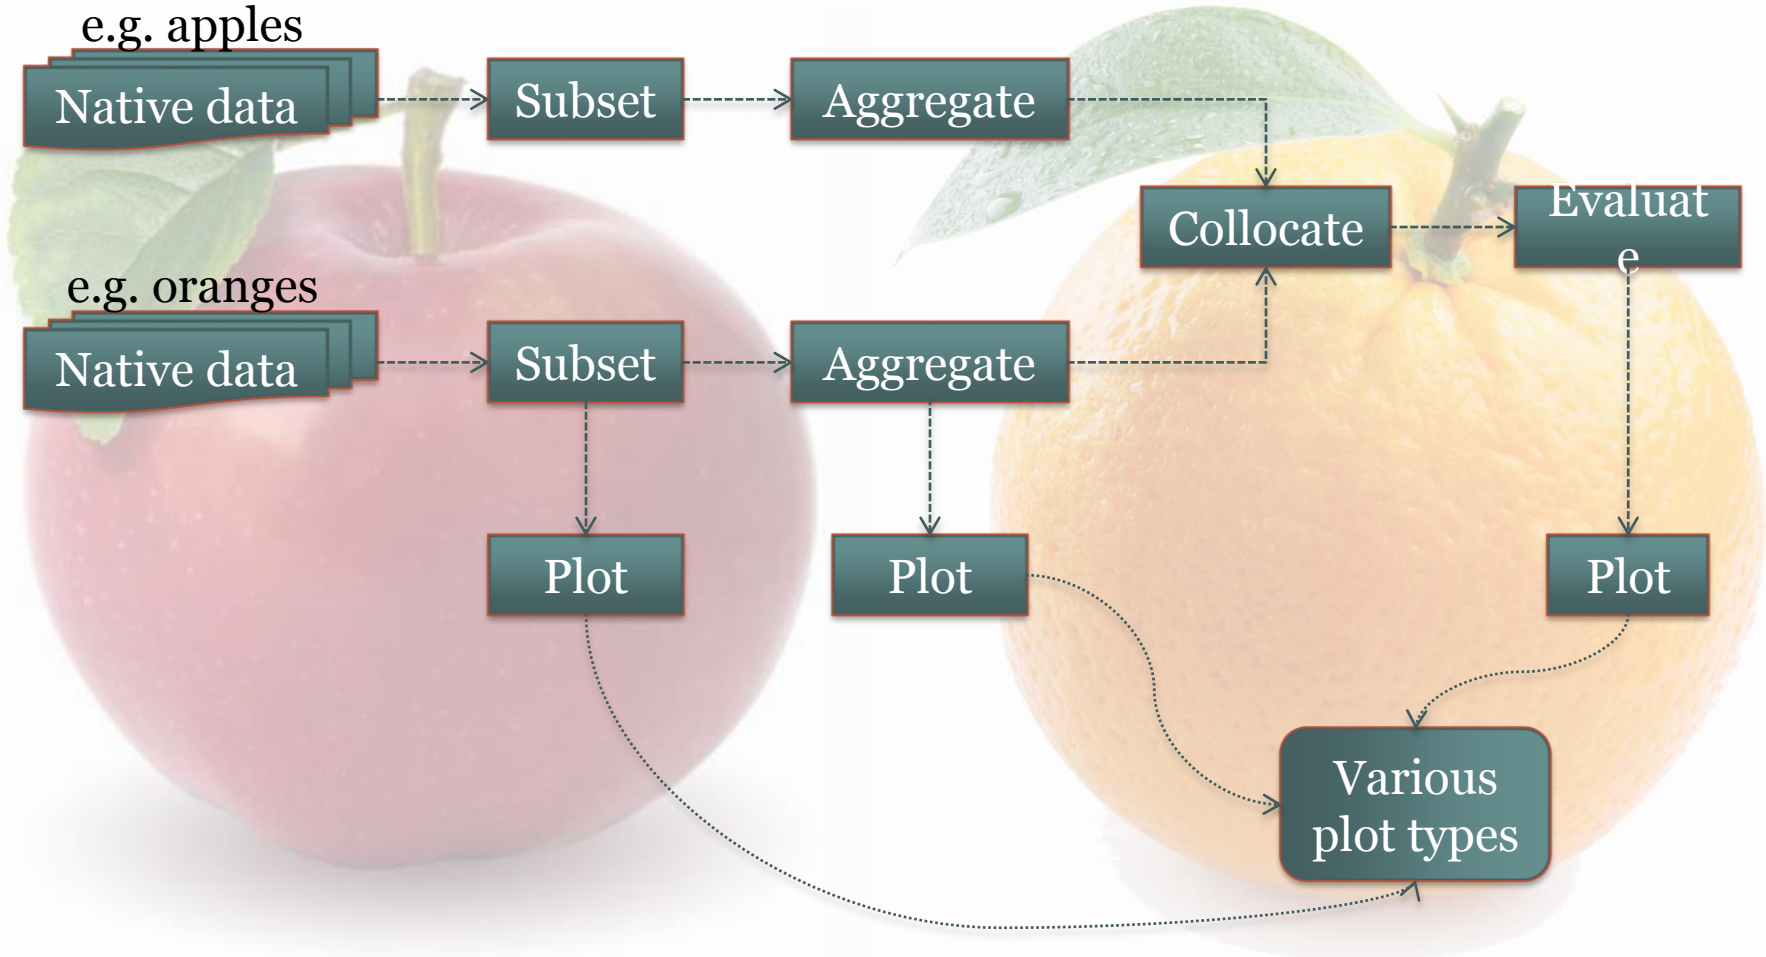 e.g. apples
Native data
Subset
Aggregate
Collocate
Evaluat
e
e.g. oranges
Native data
Subset
Aggregate
Plot
Plot
Plot
Various
plot types